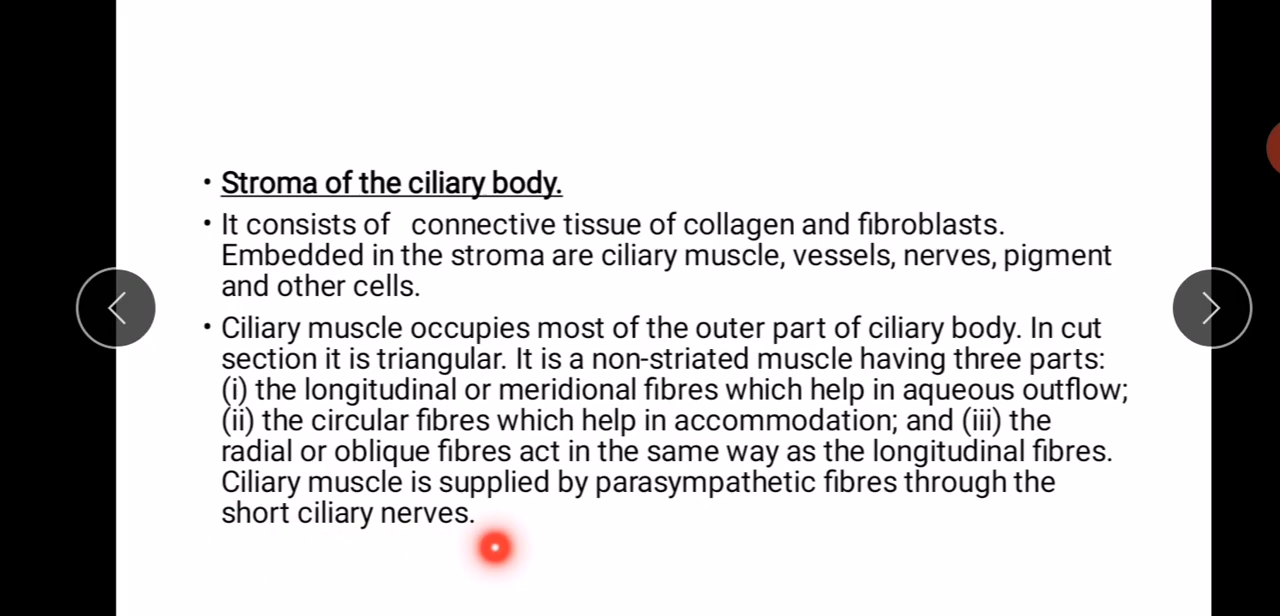 • Stroma of the ciliary body.
• It consists of connective tissue of collagen and fibroblasts.
Embedded in the stroma are ciliary muscle, vessels, nerves, pigment
and other cells.
• Ciliary muscle occupies most of the outer part of ciliary body. In cut
section it is triangular. It is a non-striated muscle having three parts:
(i) the longitudinal or meridional fibres which help in aqueous outflow;
(ii) the circular fibres which help in accommodation; and (iii) the
radial or oblique fibres act in the same way as the longitudinal fibres.
Ciliary muscle is supplied by parasympathetic fibres through the
short ciliary nerves.